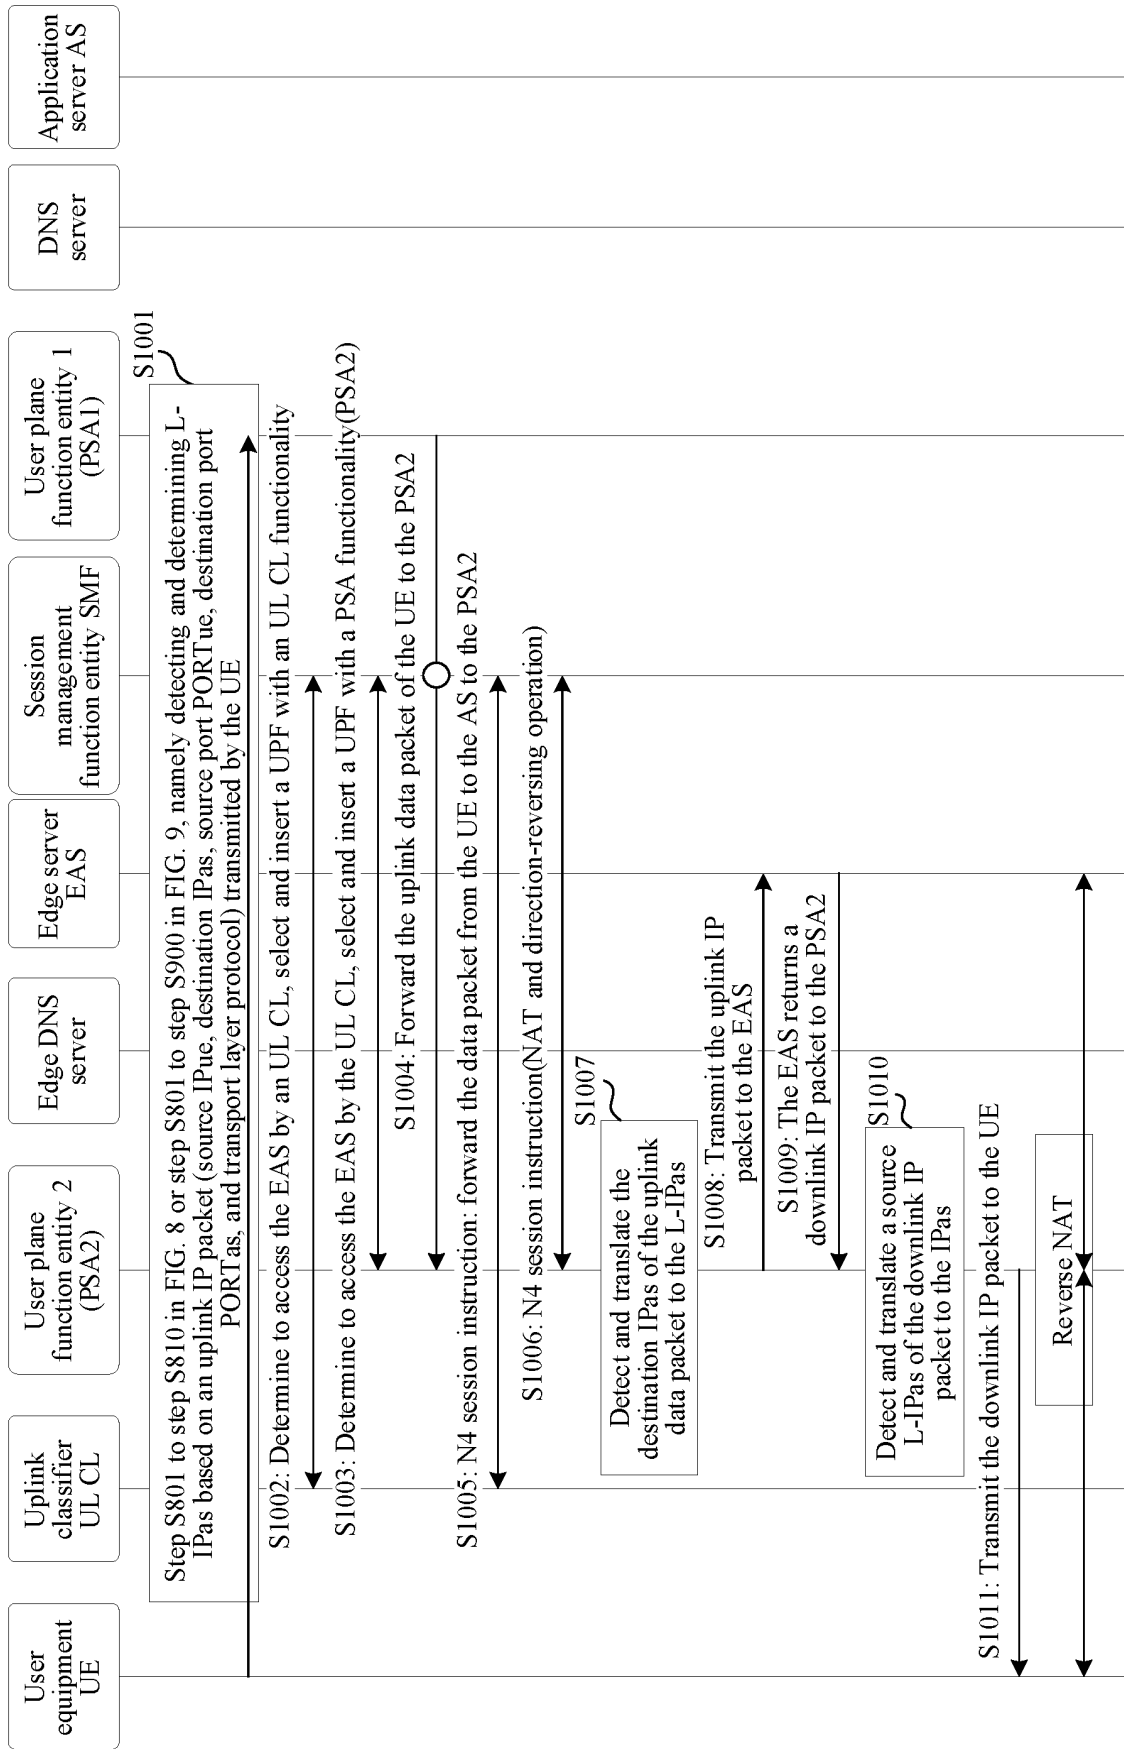 User
equipment
UE
Uplink
classifier
UL CL
User plane
function entity 2
(PSA2)
Edge DNS
server
Edge server
EAS
Session
management
function entity SMF
User plane
function entity 1
(PSA1)
DNS
server
Application
server AS
S1001
Step S801 to step S810 in FIG. 8 or step S801 to step S900 in FIG. 9, namely detecting and determining L-
IPas based on an uplink IP packet (source IPue, destination IPas, source port PORTue, destination port
PORTas, and transport layer protocol) transmitted by the UE
S1002: Determine to access the EAS by an UL CL, select and insert a UPF with an UL CL functionality
S1003: Determine to access the EAS by the UL CL, select and insert a UPF with a PSA functionality(PSA2)
S1004: Forward the uplink data packet of the UE to the PSA2
S1005: N4 session instruction: forward the data packet from the UE to the AS to the PSA2
S1006: N4 session instruction(NAT and direction-reversing operation)
S1007
Detect and translate the
destination IPas of the uplink
data packet to the L-IPas
S1008: Transmit the uplink IP
packet to the EAS
S1009: The EAS returns a
downlink IP packet to the PSA2
S1010
Detect and translate a source
L-IPas of the downlink IP
packet to the IPas
S1011: Transmit the downlink IP packet to the UE
Reverse NAT